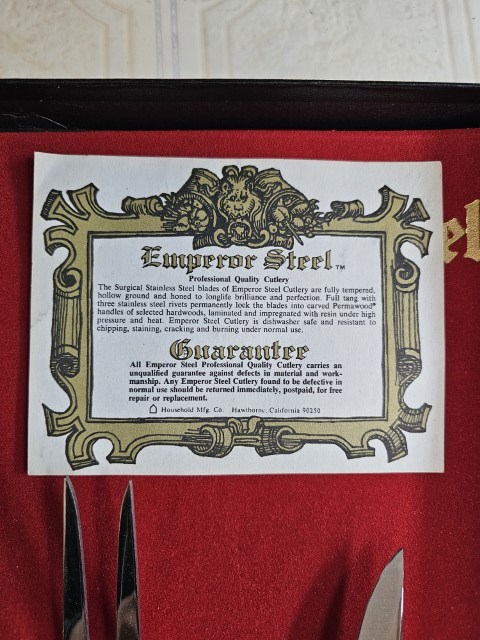 Emperor Steel™
Professional Quality Cutlery
The Surgical Stainless Steel blades of Emperor Steel Cutlery are fully tempered,
hollow ground and honed to longlife brilliance and perfection. Full tang with
three stainless steel rivets permanently lock the blades into carved Permawood®
handles of selected hardwoods, laminated and impregnated with resin under high
pressure and heat. Emperor Steel Cutlery is dishwasher safe and resistant to
chipping, staining, cracking and burning under normal use.
Guarantee
All Emperor Steel Professional Quality Cutlery carries an
unqualified guarantee against defects in material and work-
manship. Any Emperor Steel Cutlery found to be defective in
normal use should be returned immediately, postpaid, for free
repair or replacement.
Household Mfg. Co. Hawthorne, California 90250
el